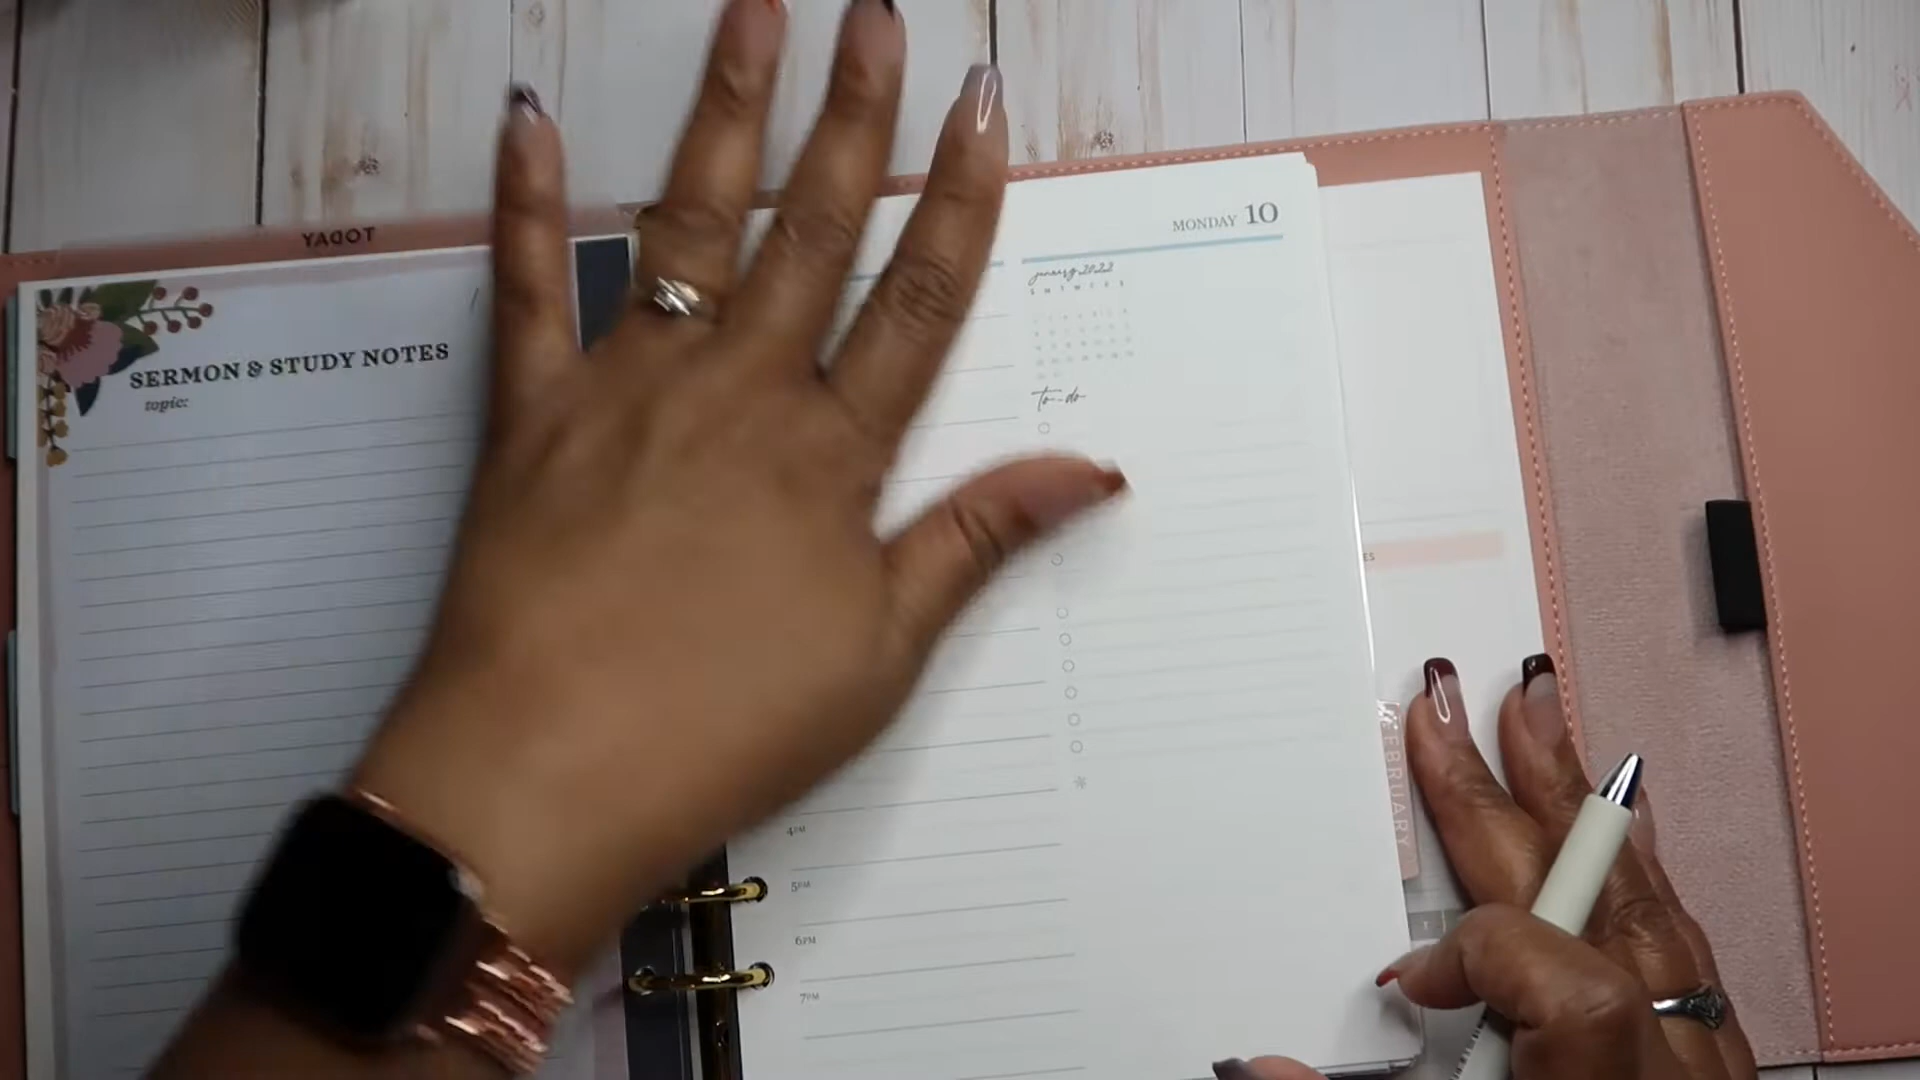 TODAY
SERMON & STUDY NOTES
topic:
MONDAY 10
january 2022
S M T W T F S
to-do
4PM
5PM
6PM
7PM
FEBRUARY